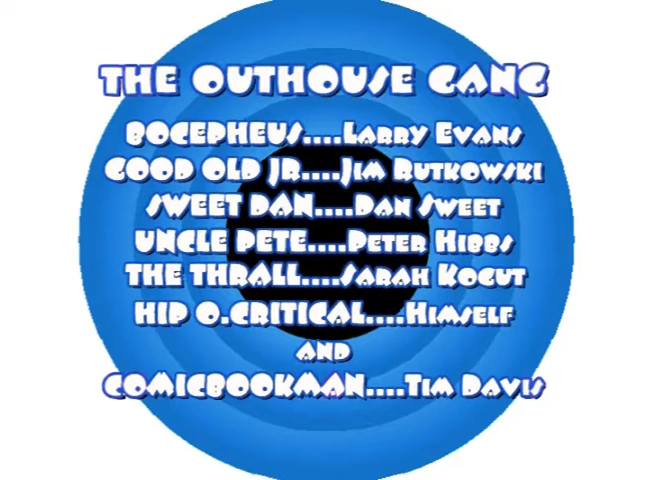 THE OUTHOUSE GANG
BOCEPHEUS....Larry Evans
GOOD OLD JR....Jim Rutkowski
SWEET DAN....Dan Sweet
UNCLE PETE....Peter Hibbs
THE THRALL....Sarah Kogut
HIP O.CRITICAL....Himself
AND
COMICBOOKMAN....Tim Davis